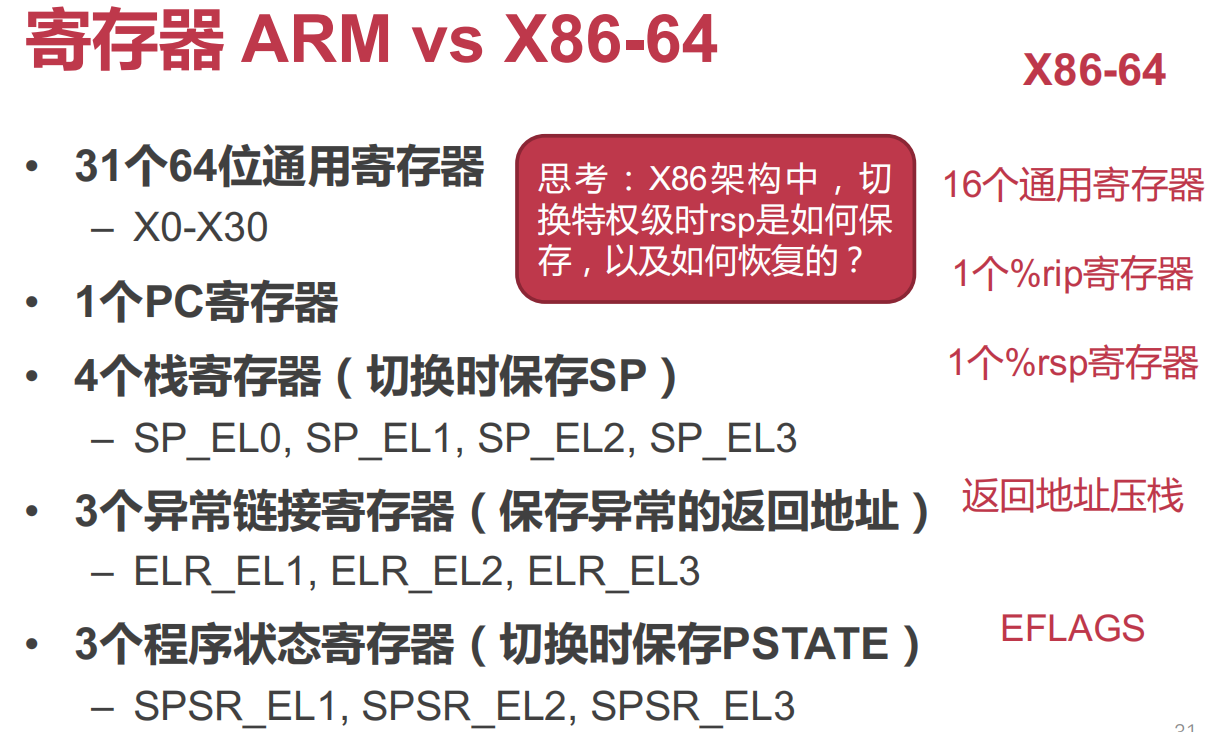 寄存器 ARM vs X86-64
X86-64
• 31个64位通用寄存器
– X0-X30
思考：X86架构中，切
换特权级时rsp是如何保
存，以及如何恢复的？
16个通用寄存器
• 1个PC寄存器
1个%rip寄存器
• 4个栈寄存器（切换时保存SP）
– SP_EL0, SP_EL1, SP_EL2, SP_EL3
1个%rsp寄存器
• 3个异常链接寄存器（保存异常的返回地址）
– ELR_EL1, ELR_EL2, ELR_EL3
返回地址压栈
• 3个程序状态寄存器（切换时保存PSTATE）
– SPSR_EL1, SPSR_EL2, SPSR_EL3
EFLAGS
31